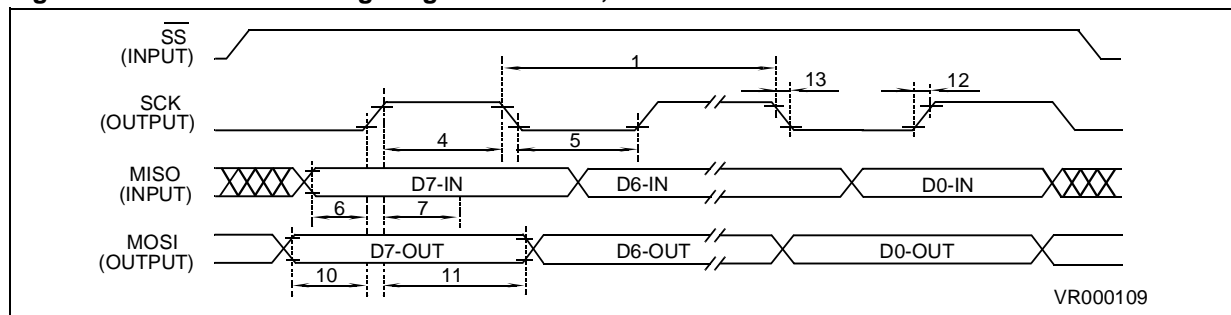 SS
(INPUT)
1
13
12
SCK
(OUTPUT)
4
5
MISO
(INPUT)
D7-IN
D6-IN
D0-IN
6
7
MOSI
(OUTPUT)
D7-OUT
D6-OUT
D0-OUT
10
11
VR000109